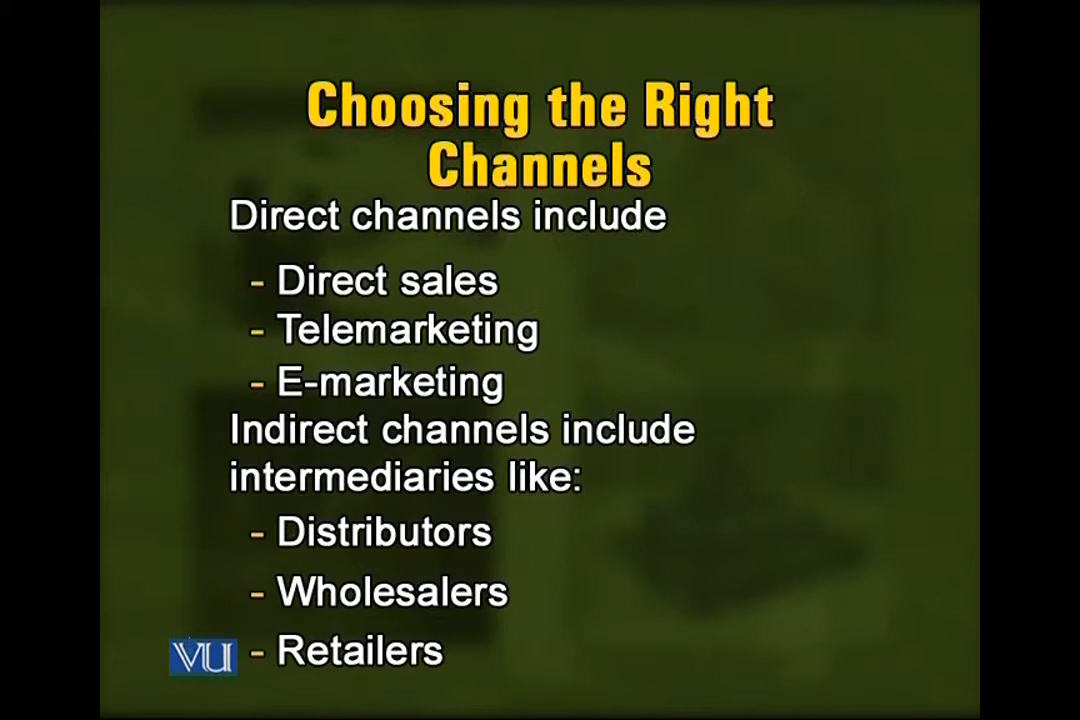 Choosing the Right
Channels
Direct channels include
- Direct sales
- Telemarketing
- E-marketing
Indirect channels include
intermediaries like:
- Distributors
- Wholesalers
- Retailers
VU